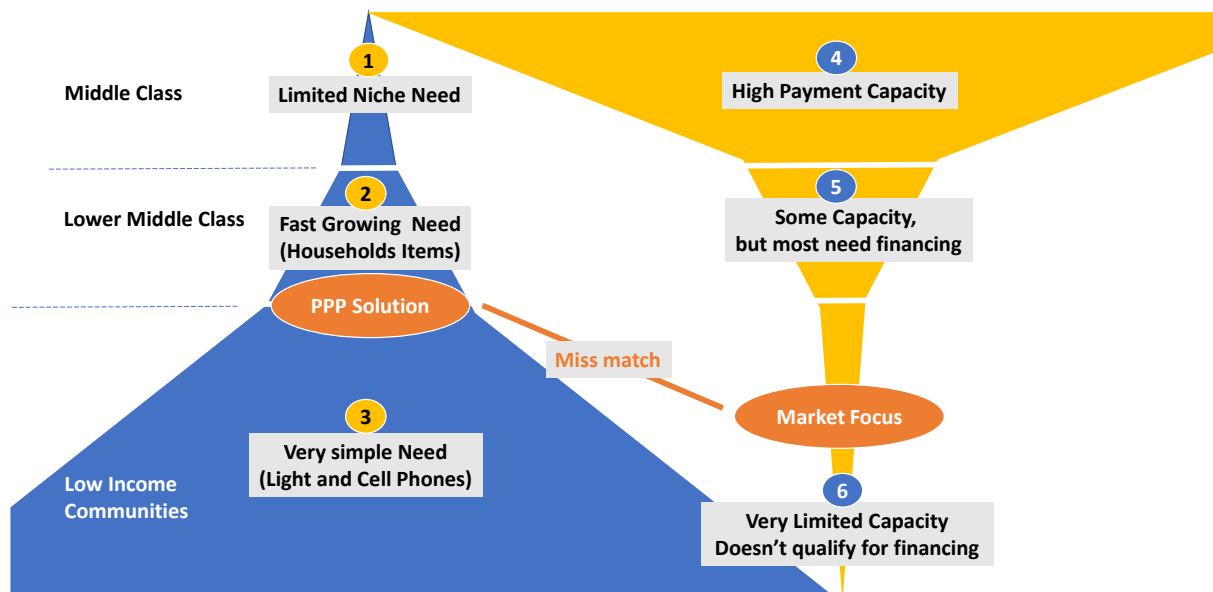 1
4
Middle Class
Limited Niche Need
High Payment Capacity
2
5
Lower Middle Class
Fast Growing Need
(Households Items)
Some Capacity,
but most need financing
PPP Solution
Miss match
Market Focus
3
Very simple Need
(Light and Cell Phones)
Low Income
Communities
6
Very Limited Capacity
Doesn’t qualify for financing